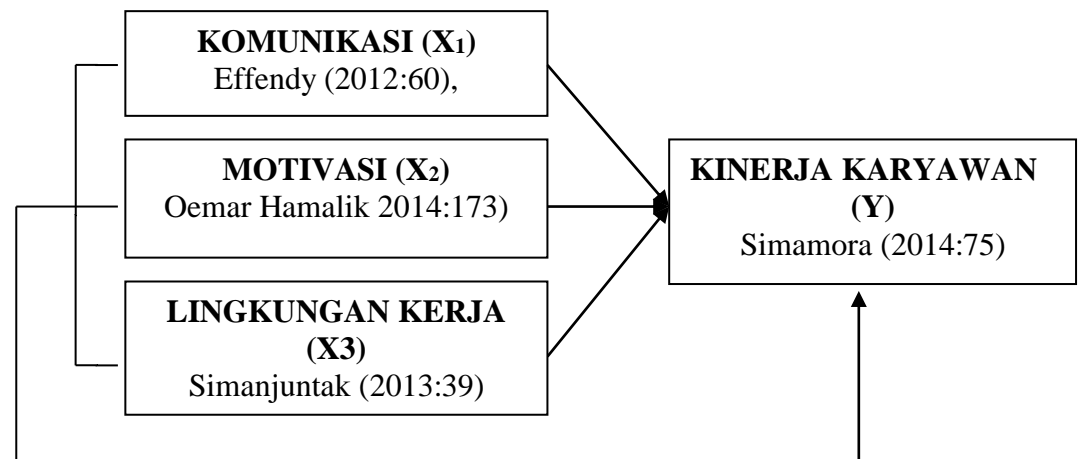 KOMUNIKASI (X1)
Effendy (2012:60),
MOTIVASI (X2)
Oemar Hamalik 2014:173)
LINGKUNGAN KERJA
(X3)
Simanjuntak (2013:39)
KINERJA KARYAWAN
(Y)
Simamora (2014:75)